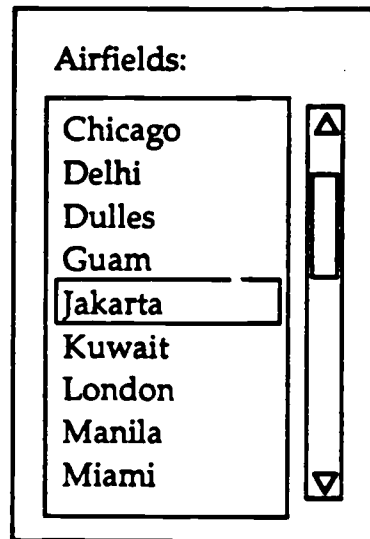 Airfields:
Chicago
Delhi
Dulles
Guam
Jakarta
Kuwait
London
Manila
Miami